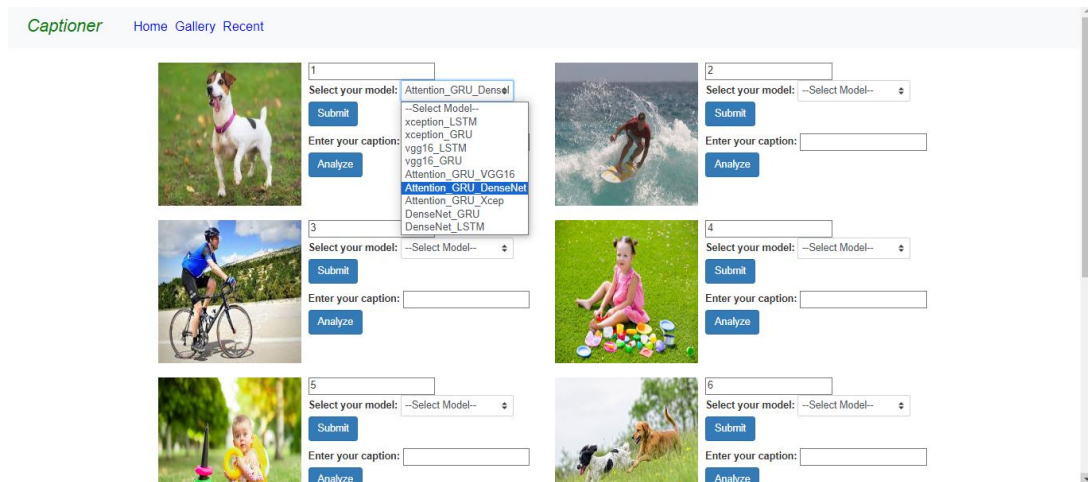 Captioner Home Gallery Recent
1
Select your model: Attention_GRU_Densel
Submit
Enter your caption:
Analyze
--Select Model--
xception_LSTM
xception_GRU
vgg16_LSTM
vgg16_GRU
Attention_GRU_VGG16
Attention_GRU_DenseNet
Attention_GRU_Xcep
DenseNet_GRU
DenseNet_LSTM
2
Select your model: --Select Model--
Submit
Enter your caption:
Analyze
3
Select your model: --Select Model--
Submit
Enter your caption:
Analyze
4
Select your model: --Select Model--
Submit
Enter your caption:
Analyze
5
Select your model: --Select Model--
Submit
Enter your caption:
Analyze
6
Select your model: --Select Model--
Submit
Enter your caption:
Analyze